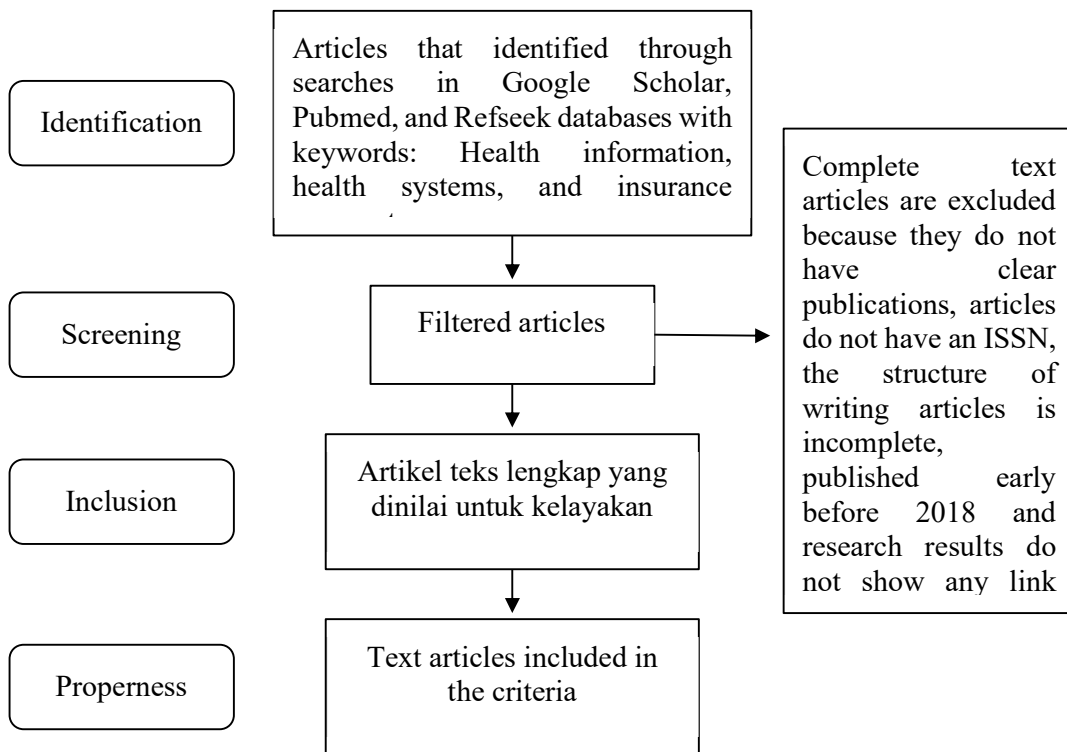 Identification
Articles that identified through
searches in Google Scholar,
Pubmed, and Refseek databases with
keywords: Health information,
health systems, and insurance
Complete text
articles are excluded
because they do not
have clear
publications, articles
do not have an ISSN,
the structure of
writing articles is
incomplete,
published early
before 2018 and
research results do
not show any link
Screening
Filtered articles
Inclusion
Artikel teks lengkap yang
dinilai untuk kelayakan
Properness
Text articles included in
the criteria